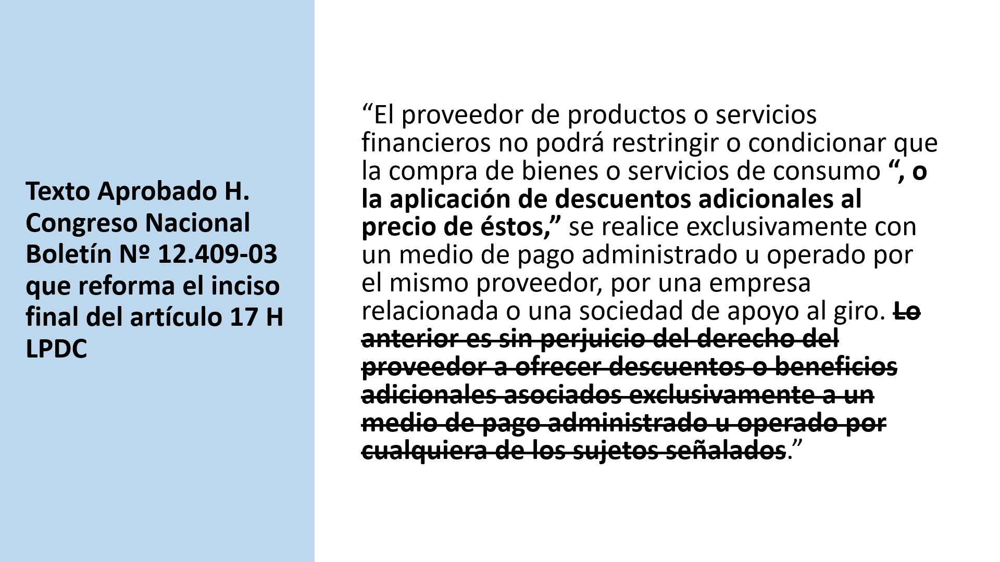 Texto Aprobado H.
Congreso Nacional
Boletín Nº 12.409-03
que reforma el inciso
final del artículo 17 H
LPDC
“El proveedor de productos o servicios
financieros no podrá restringir o condicionar que
la compra de bienes o servicios de consumo “, o
la aplicación de descuentos adicionales al
precio de éstos,” se realice exclusivamente con
un medio de pago administrado u operado por
el mismo proveedor, por una empresa
relacionada o una sociedad de apoyo al giro. Lo
anterior es sin perjuicio del derecho del
proveedor a ofrecer descuentos o beneficios
adicionales asociados exclusivamente a un
medio de pago administrado u operado por
cualquiera de los sujetos señalados.”